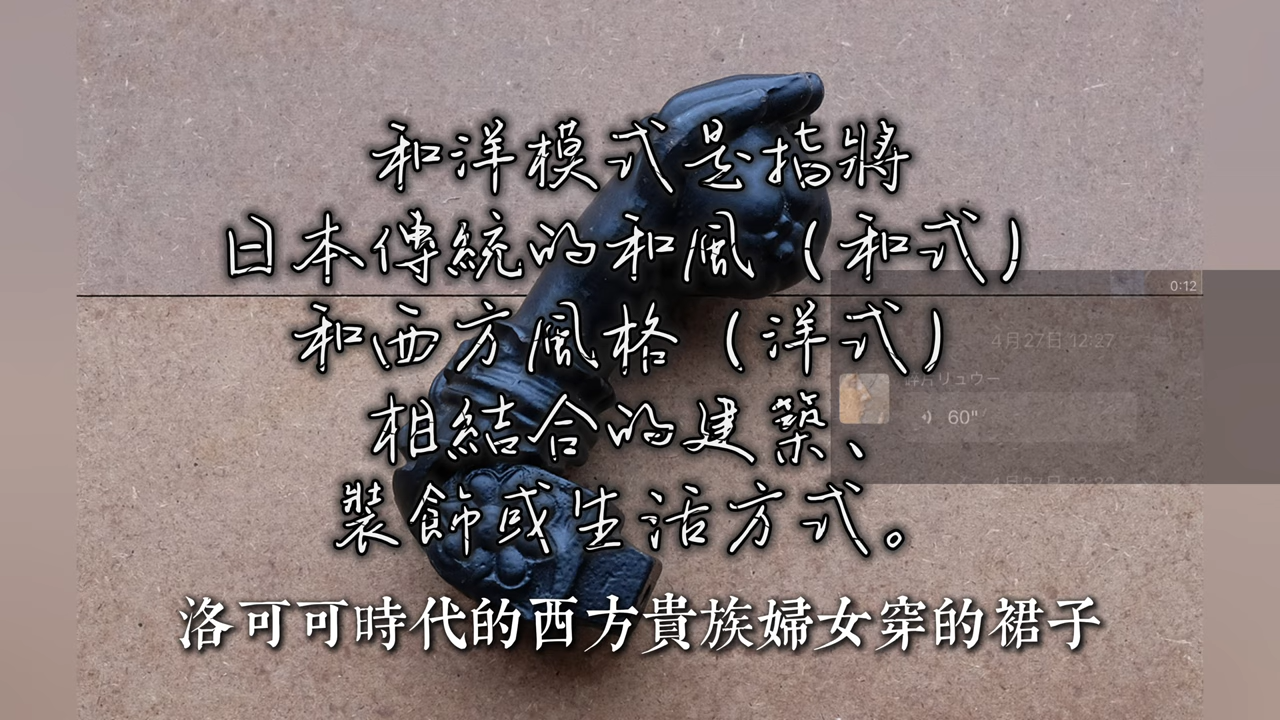 和洋模式是指將
日本傳統的和風（和式）
和西方風格（洋式）
相結合的建築、
裝飾或生活方式。
0:12
4月27日 12:27
60"
洛可可時代的西方貴族婦女穿的裙子